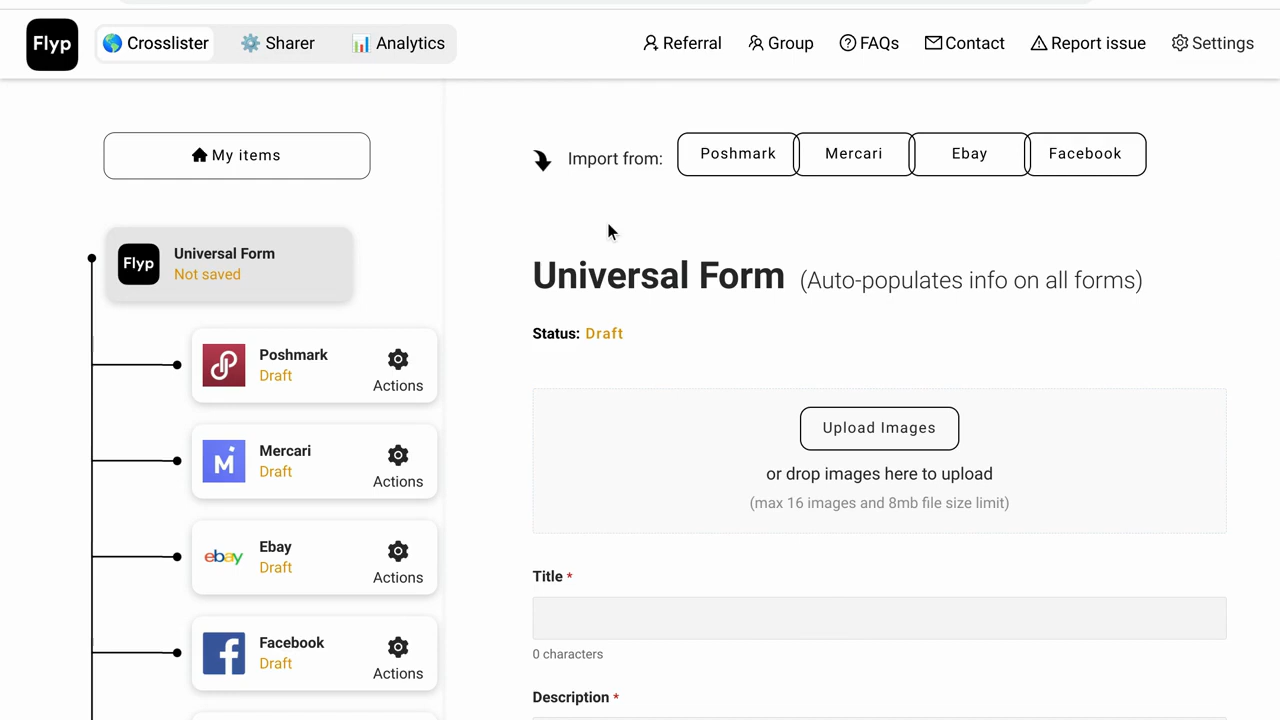 Flyp
Crosslister
Sharer
Analytics
Referral
Group
FAQs
Contact
Report issue
Settings
My items
Import from:
Poshmark
Mercari
Ebay
Facebook
Flyp
Universal Form
Not saved
Poshmark
Draft
Actions
M
Mercari
Draft
Actions
ebay
Ebay
Draft
Actions
f
Facebook
Draft
Actions
Universal Form (Auto-populates info on all forms)
Status: Draft
Upload Images
or drop images here to upload
(max 16 images and 8mb file size limit)
Title *
0 characters
Description *